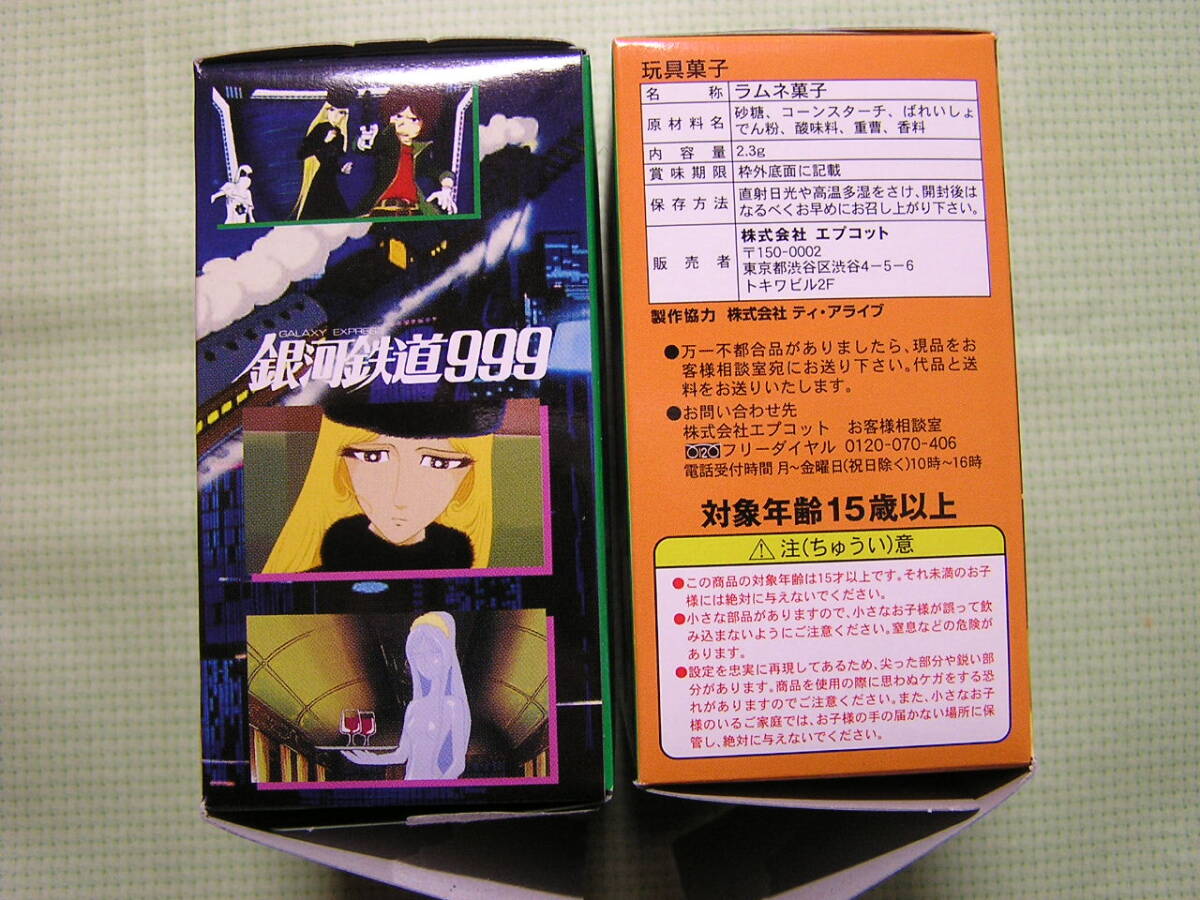 GALAXY EXPRESS
銀河鉄道999
玩具菓子
名称 ラムネ菓子
原材料名 砂糖、コーンスターチ、ばれいしょ
でん粉、酸味料、重曹、香料
内容量 2.3g
賞味期限 枠外底面に記載
保存方法 直射日光や高温多湿をさけ、開封後は
なるべくお早めにお召し上がり下さい。
販売者 株式会社 エプコット
〒150-0002
東京都渋谷区渋谷4-5-6
トキワビル2F
製作協力 株式会社 ティ・アライブ
●万一不都合品がありましたら、現品をお
客様相談室宛にお送り下さい。代品と送
料をお送りいたします。
●お問い合わせ先
株式会社エプコット お客様相談室
フリーダイヤル 0120-070-406
電話受付時間 月~金曜日(祝日除く)10時~16時
対象年齢15歳以上
⚠注(ちゅうい)意
●この商品の対象年齢は15才以上です。それ未満のお子
様には絶対に与えないでください。
●小さな部品がありますので、小さなお子様が誤って飲
み込まないようにご注意ください。窒息などの危険が
あります。
●設定を忠実に再現してあるため、尖った部分や鋭い部
分があります。商品を使用の際に思わぬケガをする恐
れがありますのでご注意ください。また、小さなお子
様のいるご家庭では、お子様の手の届かない場所に保
管し、絶対に与えないでください。